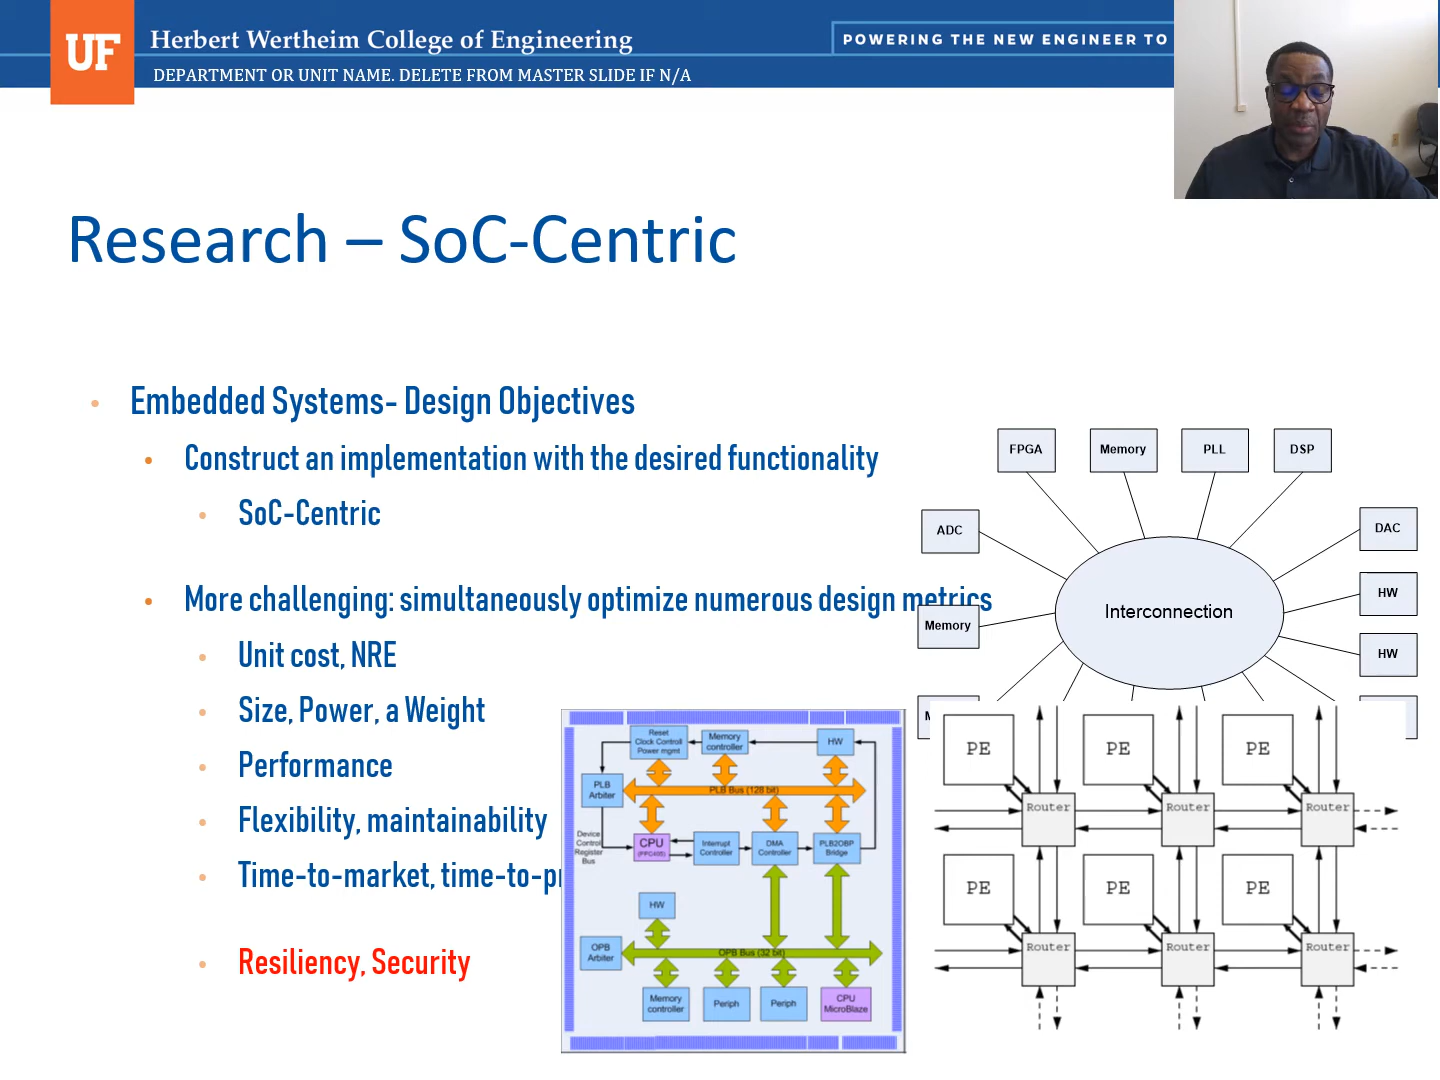 UF
Herbert Wertheim College of Engineering
DEPARTMENT OR UNIT NAME. DELETE FROM MASTER SLIDE IF N/A
POWERING THE NEW ENGINEER TO
Research – SoC-Centric
Embedded Systems- Design Objectives
Construct an implementation with the desired functionality
SoC-Centric
More challenging: simultaneously optimize numerous design metrics
Unit cost, NRE
Size, Power, a Weight
Performance
Flexibility, maintainability
Time-to-market,
Resiliency, Security
FPGA
Memory
PLL
DSP
ADC
DAC
HW
Interconnection
Memory
HW
Reset
Clock Controll
Power mgmt
Memory
controller
HW
PLB
Arbiter
PLB Bus (128 bit)
Device
Control
Register
Bus
CPU
(PPC405)
Interrupt
Controller
DMA
Controller
PLB2OBP
Bridge
HW
OPB
Arbiter
OPB Bus (32 bit)
Memory
controller
Periph
Periph
CPU
MicroBlaze
PE
PE
PE
Router
Router
Router
PE
PE
PE
Router
Router
Router